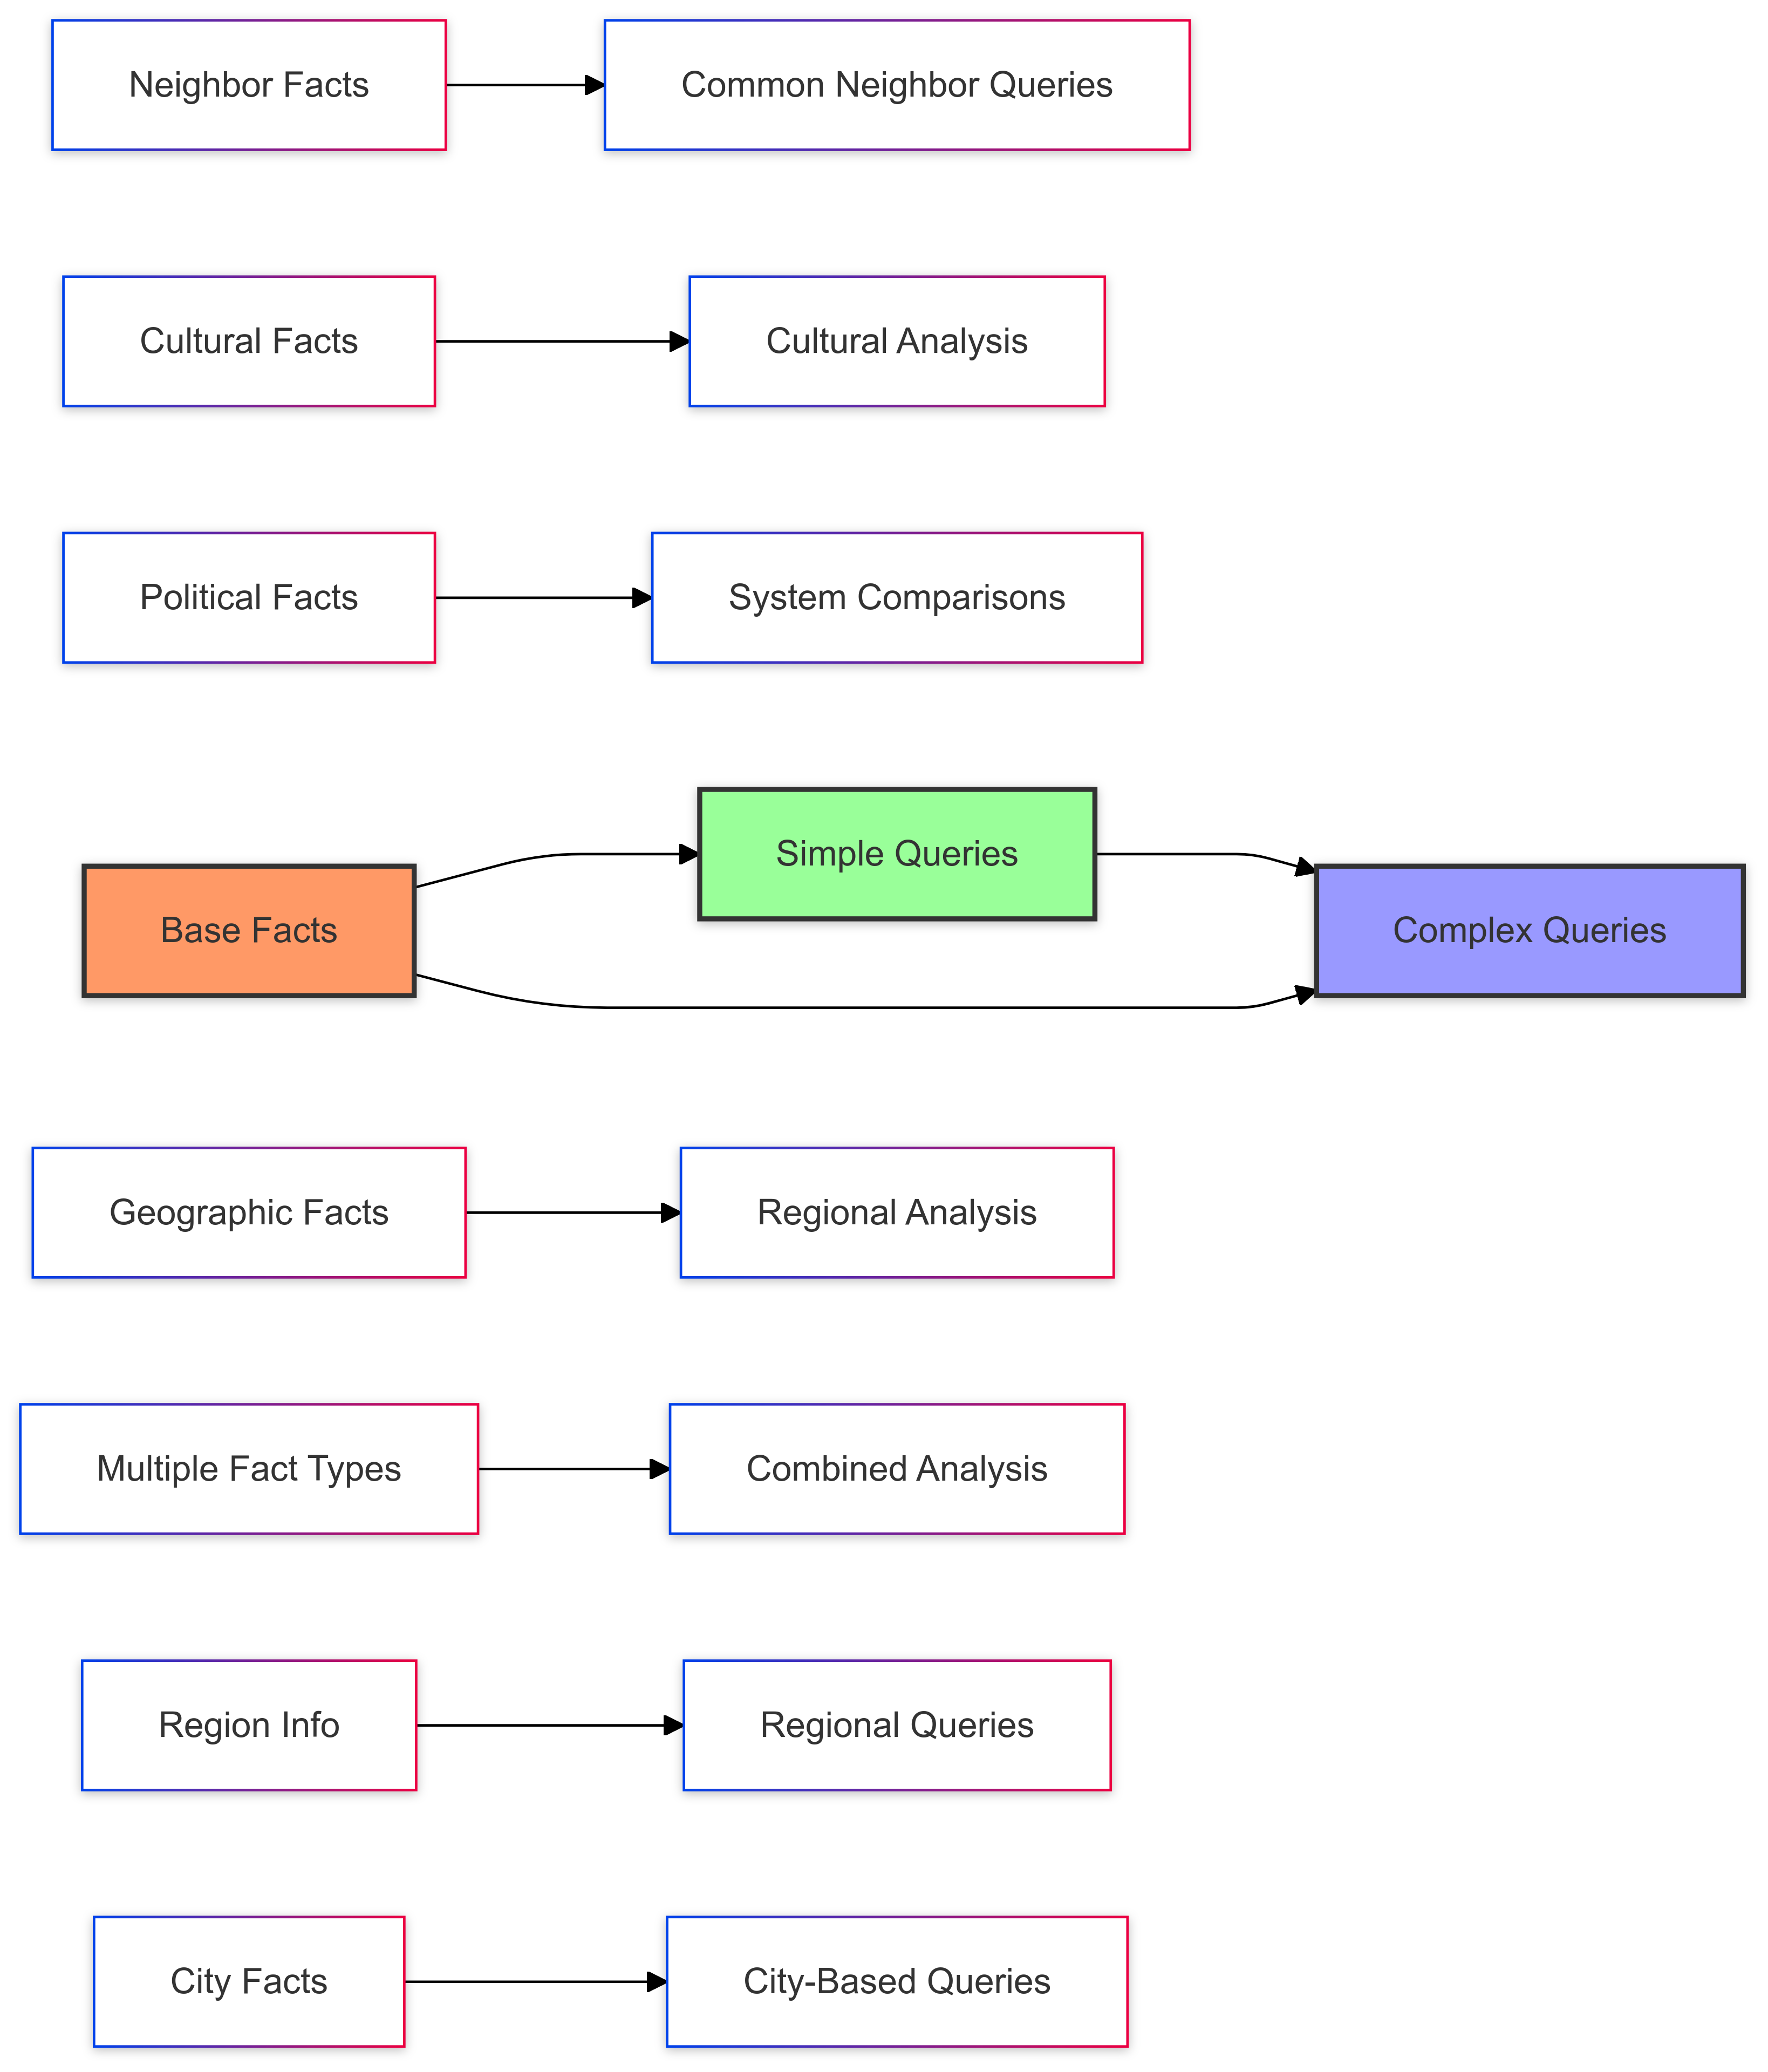 Neighbor Facts
Common Neighbor Queries
Cultural Facts
Cultural Analysis
Political Facts
System Comparisons
Simple Queries
Base Facts
Complex Queries
Geographic Facts
Regional Analysis
Multiple Fact Types
Combined Analysis
Region Info
Regional Queries
City Facts
City-Based Queries